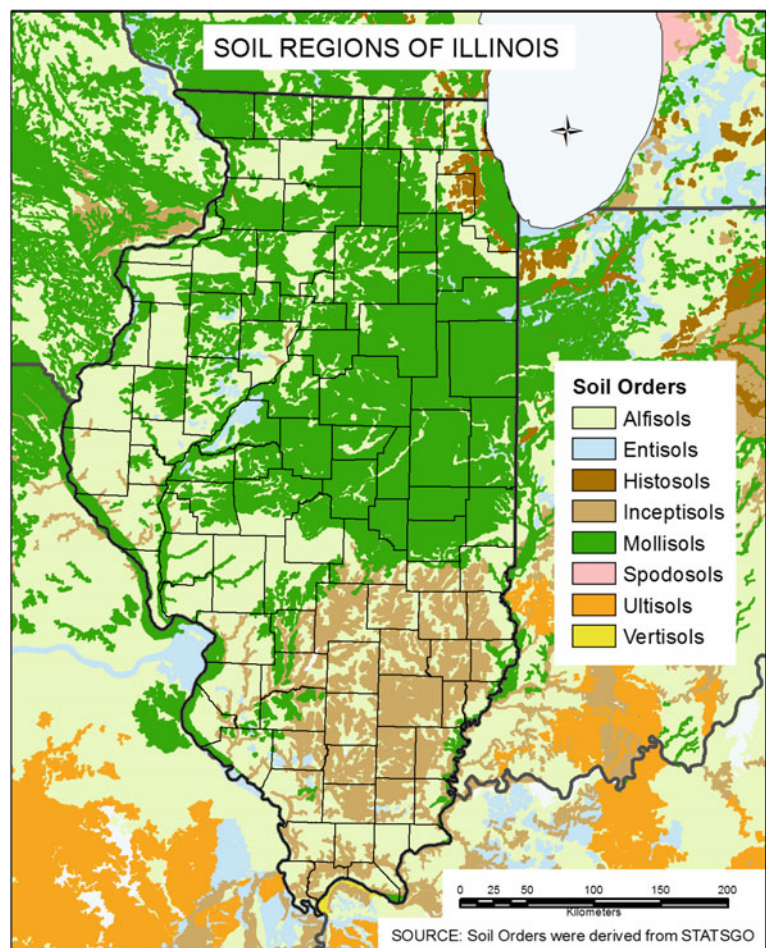 SOIL REGIONS OF ILLINOIS
Soil Orders
Alfisols
Entisols
Histosols
Inceptisols
Mollisols
Spodosols
Ultisols
Vertisols
0 25 50 100 150 200
Kilometers
SOURCE: Soil Orders were derived from STATSGO